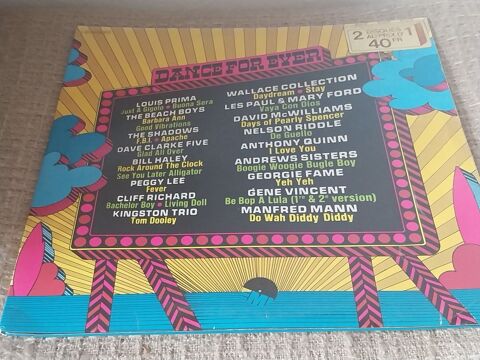 2 DISQUES 1
AU PRIX D'
40 FR
DANCE FOR EVER
LOUIS PRIMA
Just A Gigolo • Buona Sera
THE BEACH BOYS
Barbara Ann
Good Vibrations
THE SHADOWS
F.B.I. • Apache
DAVE CLARKE FIVE
Glad All Over
BILL HALEY
Rock Around The Clock
See You Later Alligator
PEGGY LEE
Fever
CLIFF RICHARD
Bachelor Boy • Living Doll
KINGSTON TRIO
Tom Dooley
WALLACE COLLECTION
Daydream • Stay
LES PAUL & MARY FORD
Vaya Con Dios
DAVID McWILLIAMS
Days of Pearly Spencer
NELSON RIDDLE
De Guello
ANTHONY QUINN
I Love You
ANDREWS SISTERS
Boogie Woogie Bugle Boy
GEORGIE FAME
Yeh Yeh
GENE VINCENT
Be Bop A Lula (1re & 2e version)
MANFRED MANN
Do Wah Diddy Diddy